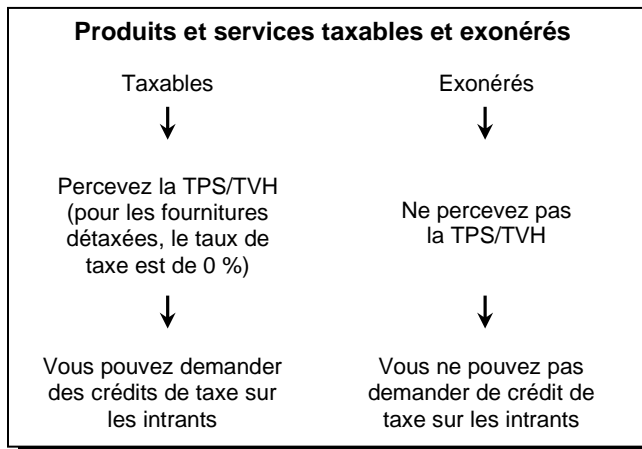 Produits et services taxables et exonérés
Taxables
Percevez la TPS/TVH
(pour les fournitures
détaxées, le taux de
taxe est de 0 %)
Vous pouvez demander
des crédits de taxe sur
les intrants
Exonérés
Ne percevez pas
la TPS/TVH
Vous ne pouvez pas
demander de crédit de
taxe sur les intrants